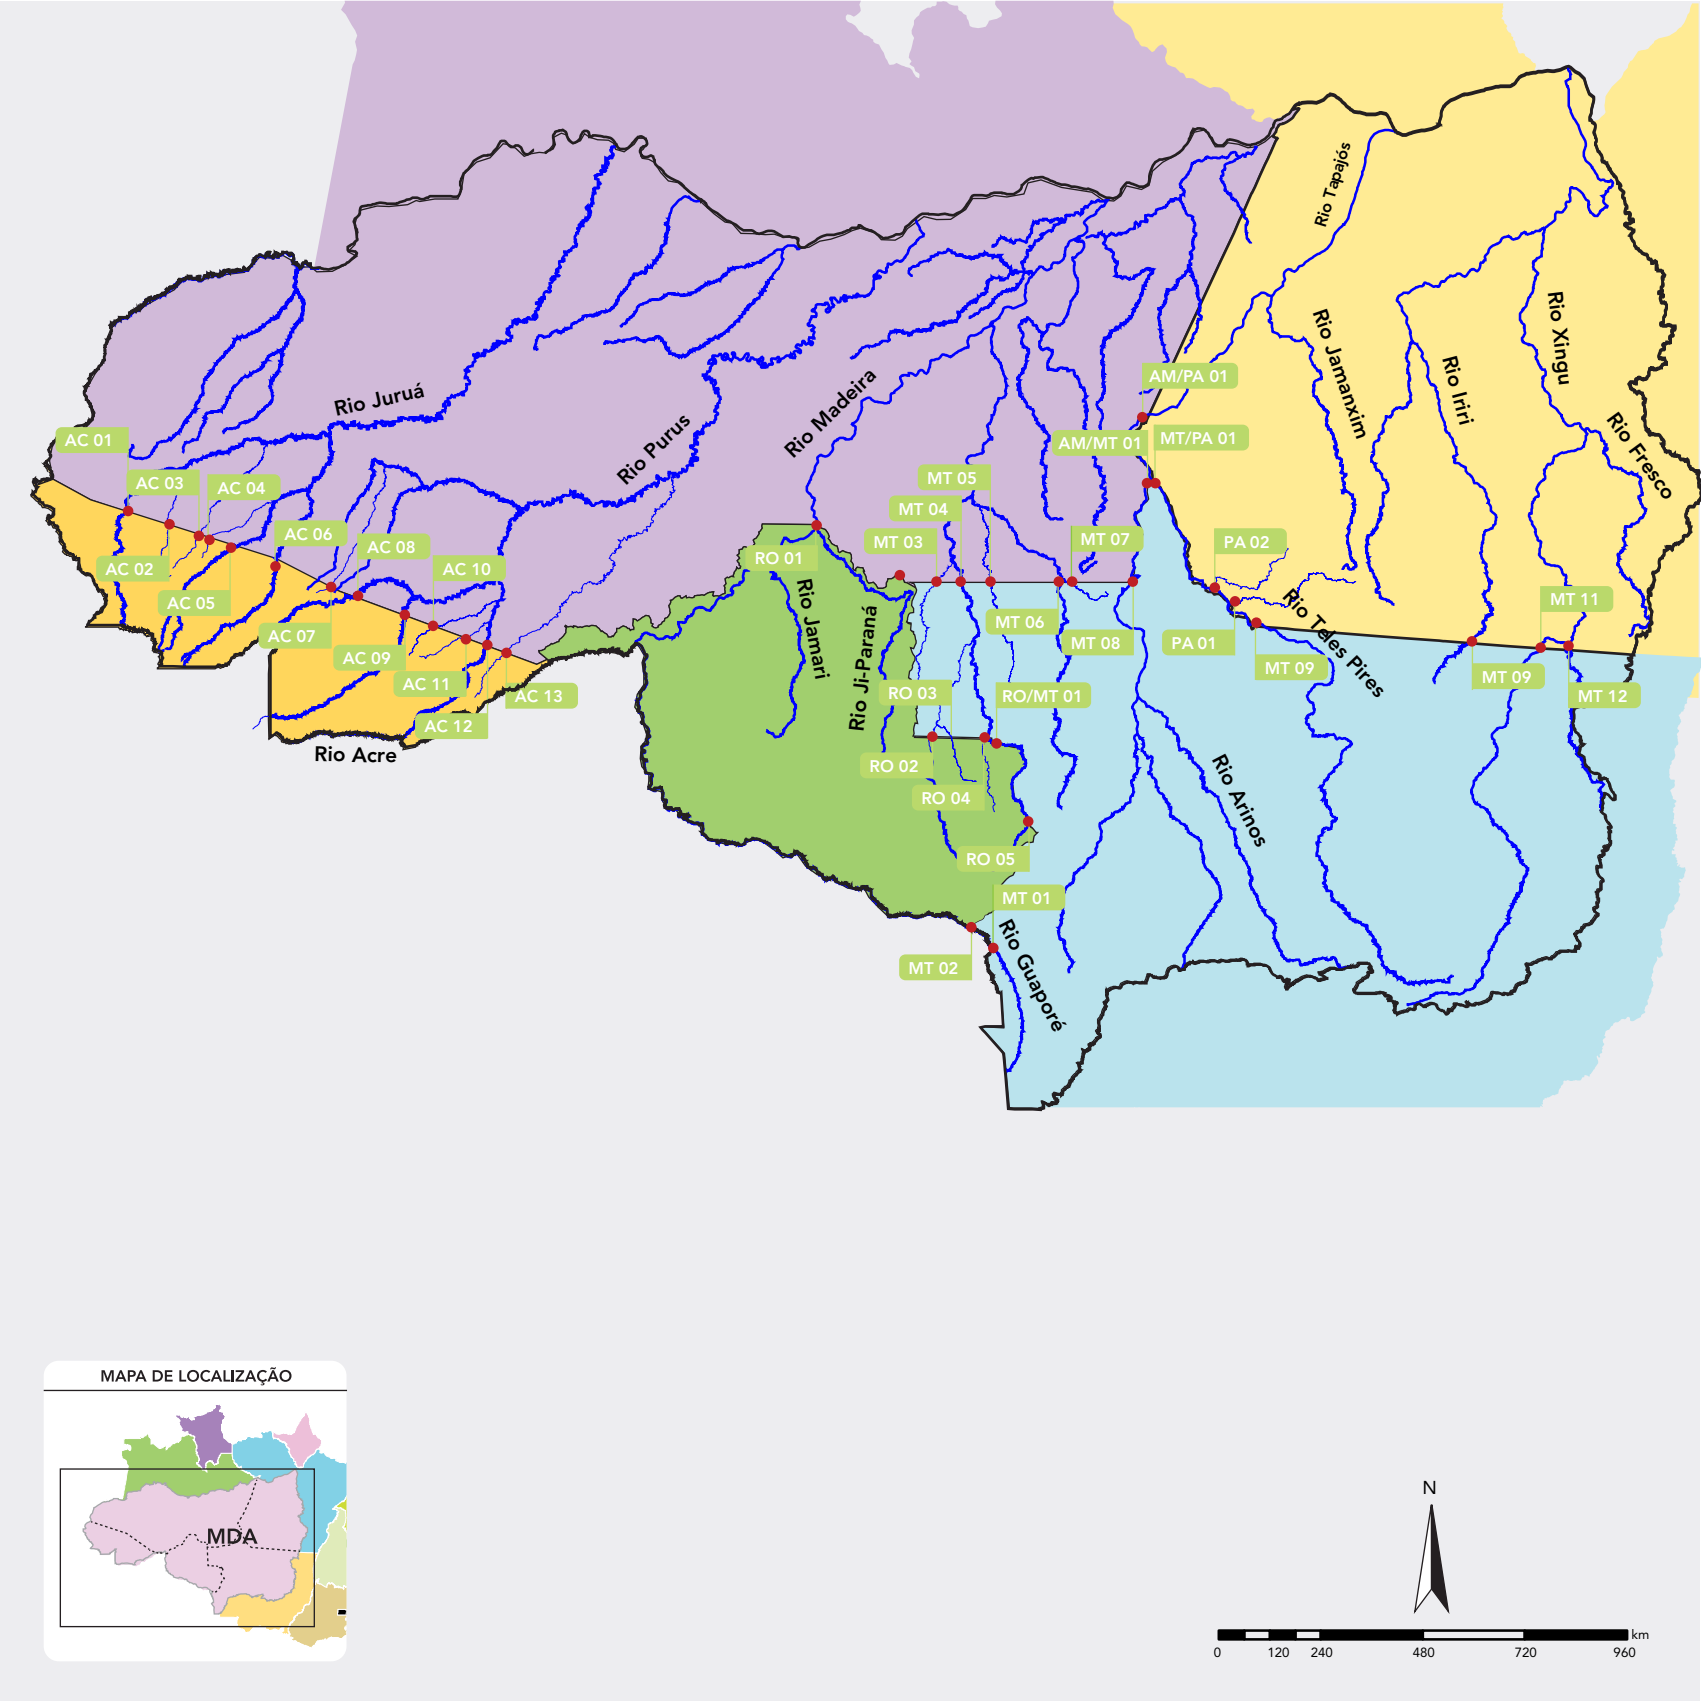 Rio Tapajós
Rio Jamanxim
Rio Xingu
Rio Iriri
Rio Fresco
Rio Juruá
Rio Purus
Rio Madeira
AM/PA 01
AC 01
AM/MT 01
MT/PA 01
AC 03
AC 04
MT 05
MT 04
AC 06
AC 08
MT 03
MT 07
PA 02
RO 01
AC 02
AC 10
AC 05
MT 11
Rio Jamari
Rio Ji-Paraná
MT 06
Rio Teles Pires
AC 07
MT 08
PA 01
AC 09
MT 09
MT 09
AC 11
AC 13
RO 03
RO/MT 01
MT 12
AC 12
Rio Acre
RO 02
RO 04
Rio Arinos
RO 05
MT 01
MT 02
Rio Guaporé
MAPA DE LOCALIZAÇÃO
MDA
N
km
0 120 240 480 720 960